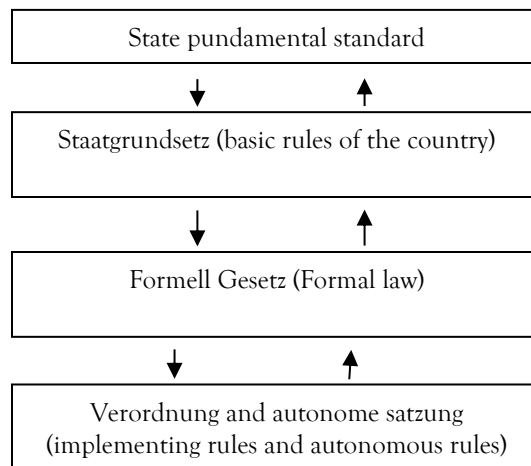 State pundamental standard
Staatgrundsetz (basic rules of the country)
Formell Gesetz (Formal law)
Verordnung and autonome satzung
(implementing rules and autonomous rules)